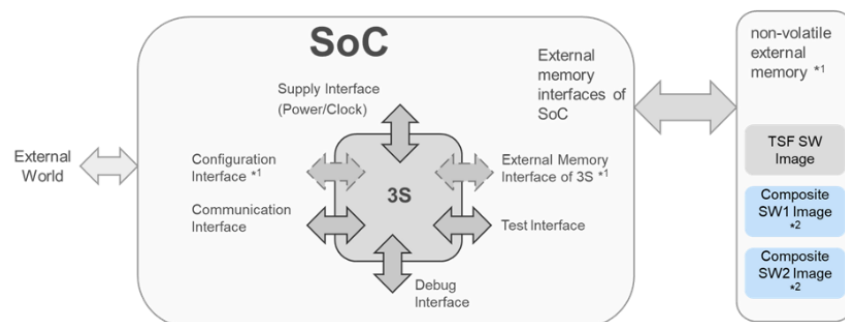 SoC
Supply Interface
(Power/Clock)
External
memory
interfaces of
SoC
non-volatile
external
memory *1
External
World
Configuration
Interface *1
External Memory
Interface of 3S *1
3S
Communication
Interface
Test Interface
Debug
Interface
TSF SW
Image
Composite
SW1 Image
*2
Composite
SW2 Image
*2